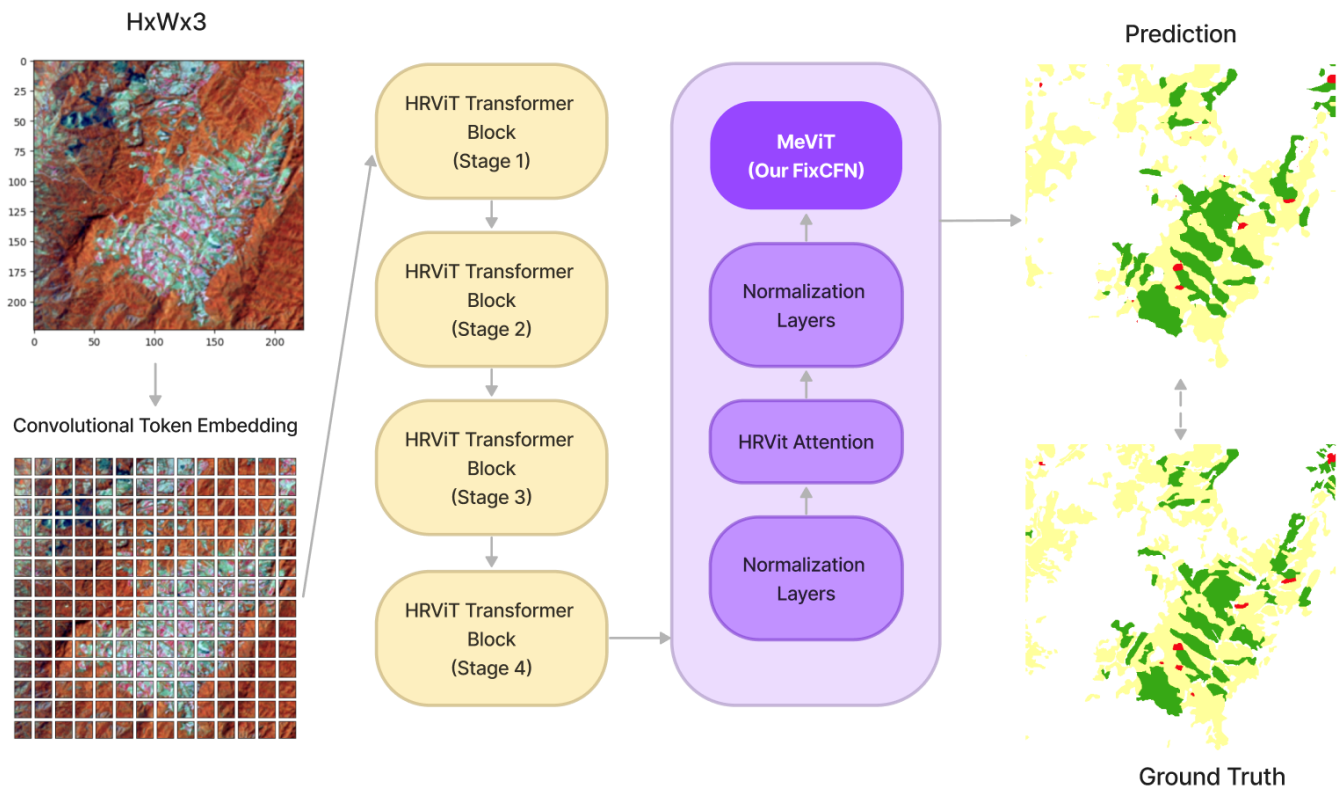 HxWx3
0
25
50
75
100
125
150
175
200
0 50 100 150 200
Convolutional Token Embedding
HRViT Transformer
Block
(Stage 1)
HRViT Transformer
Block
(Stage 2)
HRViT Transformer
Block
(Stage 3)
HRViT Transformer
Block
(Stage 4)
MeViT
(Our FixCFN)
Normalization
Layers
HRVit Attention
Normalization
Layers
Prediction
Ground Truth